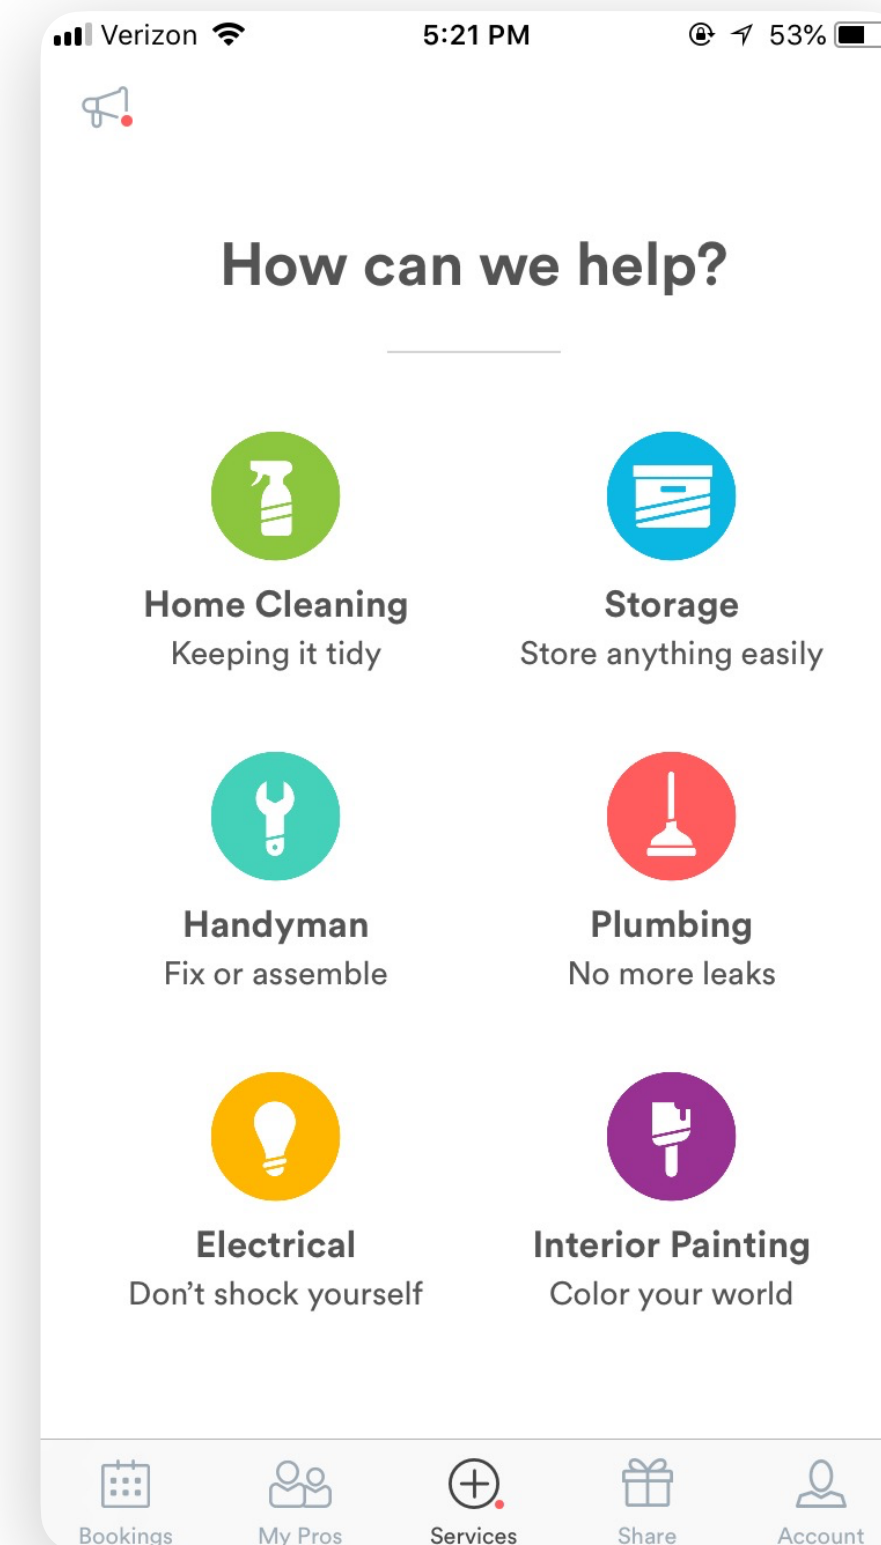 Verizon 5:21 PM 53%
How can we help?
Home Cleaning Storage
Keeping it tidy Store anything easily
Handyman Plumbing
Fix or assemble No more leaks
Electrical Interior Painting
Don’t shock yourself Color your world
Bookings My Pros Services Share Account